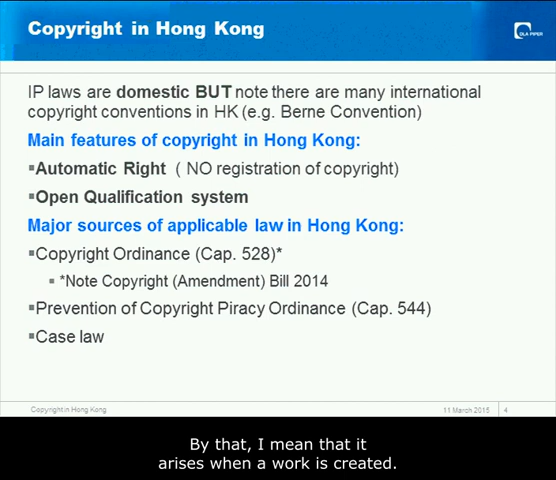 Copyright in Hong Kong
DLA PIPER
IP laws are domestic BUT note there are many international
copyright conventions in HK (e.g. Berne Convention)
Main features of copyright in Hong Kong:
▪Automatic Right ( NO registration of copyright)
▪Open Qualification system
Major sources of applicable law in Hong Kong:
▪Copyright Ordinance (Cap. 528)*
▪ *Note Copyright (Amendment) Bill 2014
▪Prevention of Copyright Piracy Ordinance (Cap. 544)
▪Case law
Copyright in Hong Kong 11 March 2015 4
By that, I mean that it
arises when a work is created.